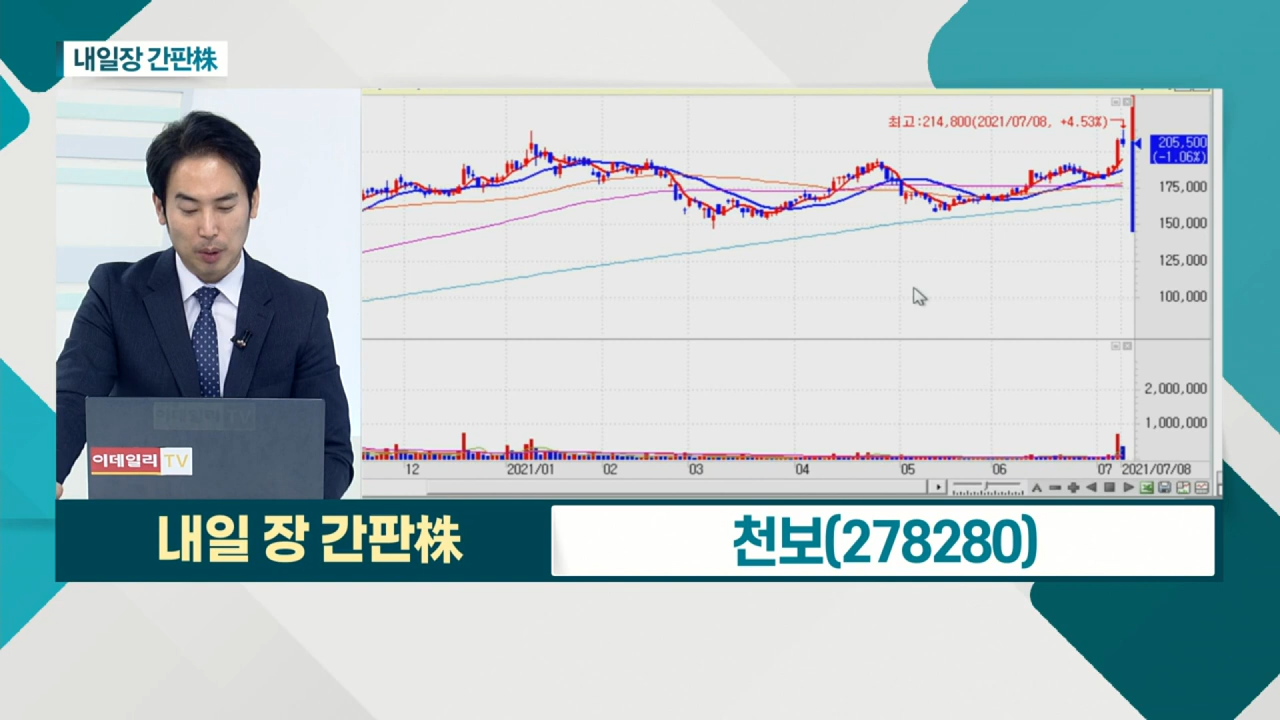 내일장 간판株
최고:214,800(2021/07/08, +4.53%)
205,500
(-1.06%)
175,000
150,000
125,000
100,000
2,000,000
1,000,000
12 2021/01 02 03 04 05 06 07 2021/07/08
A
이데일리 TV
내일 장 간판株
천보(278280)